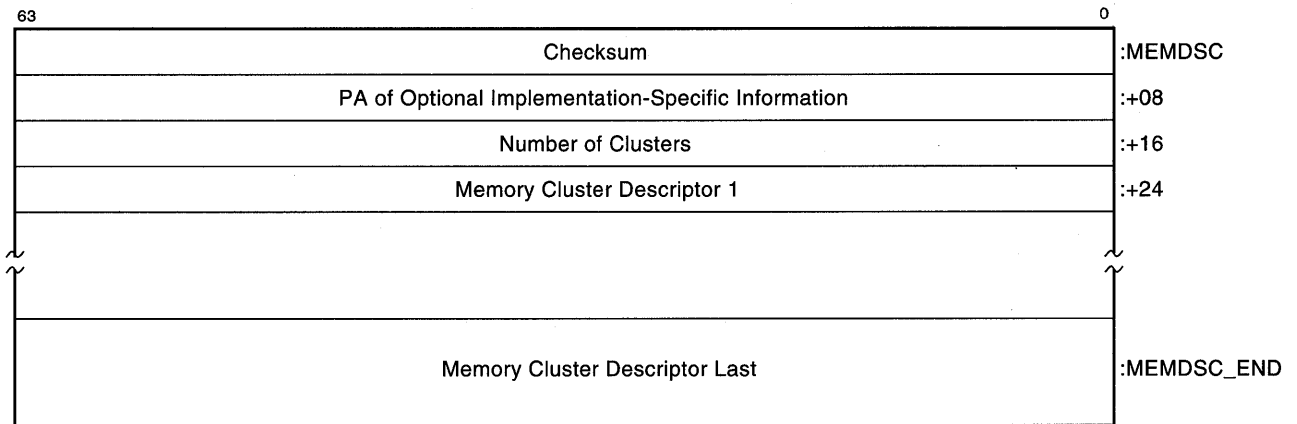 63 0
Checksum :MEMDSC
PA of Optional Implementation-Specific Information :+08
Number of Clusters :+16
Memory Cluster Descriptor 1 :+24
Memory Cluster Descriptor Last :MEMDSC_END